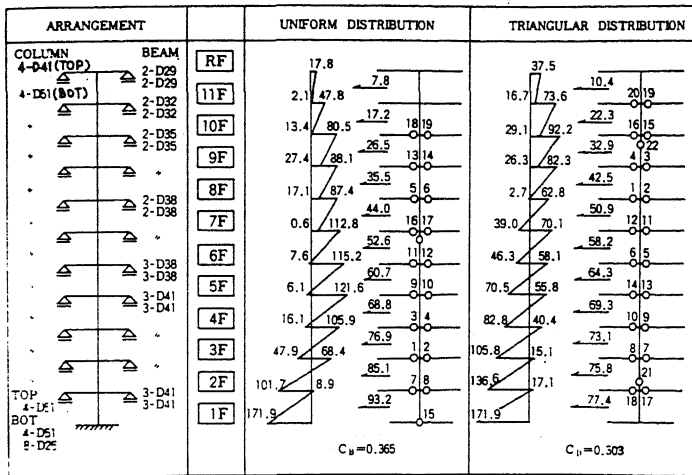 ARRANGEMENT
UNIFORM DISTRIBUTION
TRIANGULAR DISTRIBUTION
COLUMN
4-D41(TOP)
4-D51(BOT)
BEAM
2-D29
2-D29
2-D32
2-D32
2-D35
2-D35
"
2-D38
2-D38
"
3-D38
3-D38
3-D41
3-D41
"
"
3-D41
3-D41
TOP
4-D51
BOT
4-D51
8-D25
RF
11F
10F
9F
8F
7F
6F
5F
4F
3F
2F
1F
17.8
7.8
2.1 47.8
17.2
13.4 80.5
18 19
26.5
27.4 88.1
13 14
35.5
17.1 87.4
5 6
44.0
0.6 112.8
16 17
52.6
7.6 115.2
11 12
60.7
6.1 121.6
9 10
68.8
16.1 105.9
3 4
76.9
47.9 68.4
1 2
85.1
101.7 8.9
7 8
93.2
171.9
15
C_B=0.365
37.5
10.4
16.7 73.6
20 19
22.3
29.1 92.2
16 15
32.9
22
26.3 82.3
4 3
42.5
2.7 62.8
1 2
50.9
39.0 70.1
12 11
58.2
46.3 58.1
6 5
64.3
70.5 55.8
14 13
69.3
82.8 40.4
10 9
73.1
105.8 15.1
8 7
75.8
21
136.6 17.1
18 17
77.4
171.9
=0.303